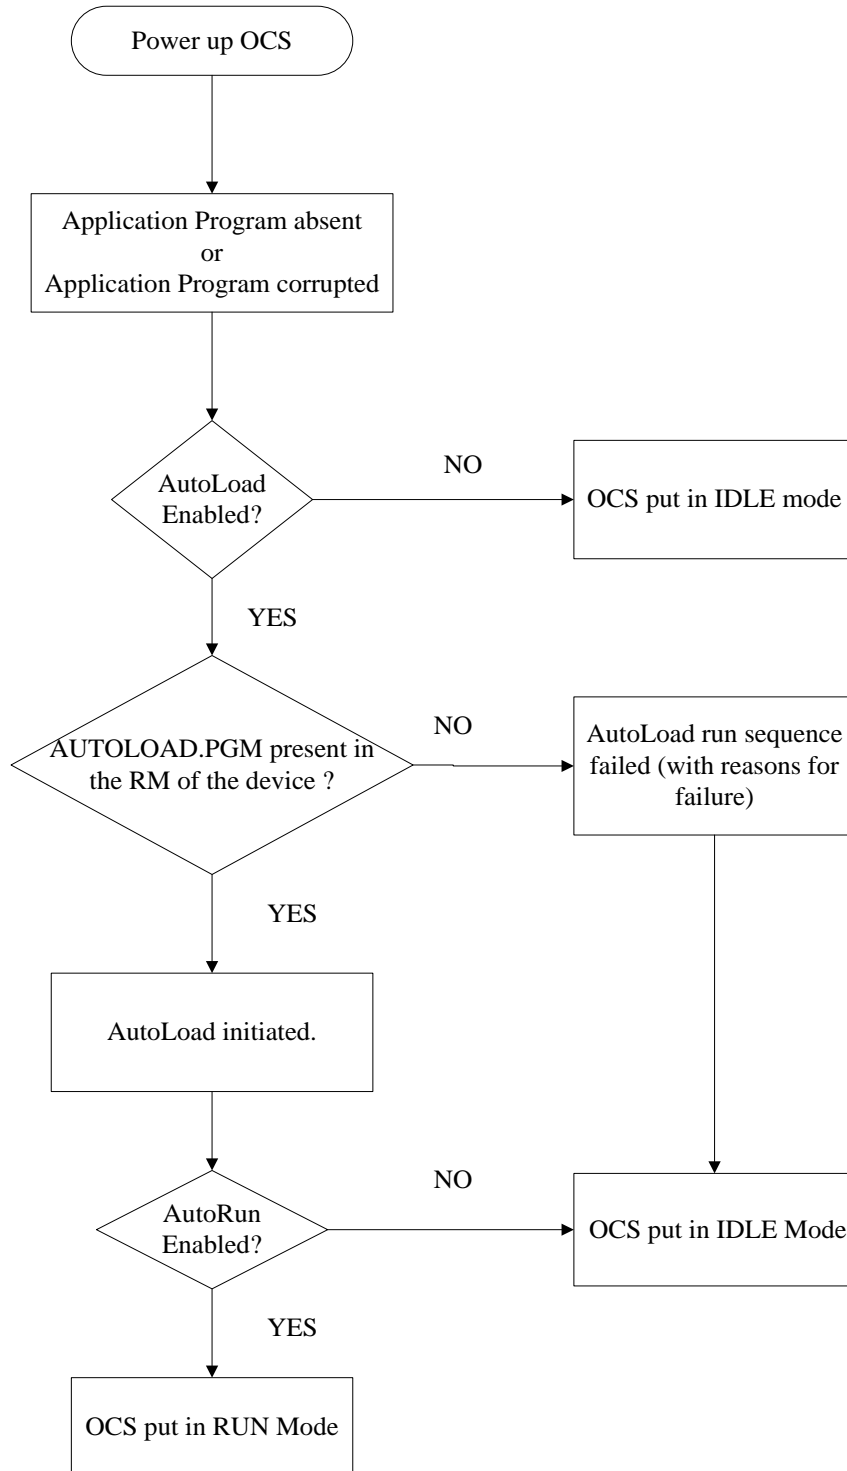 Power up OCS
Application Program absent
or
Application Program corrupted
AutoLoad
Enabled?
NO
OCS put in IDLE mode
YES
AUTOLOAD.PGM present in
the RM of the device ?
NO
AutoLoad run sequence
failed (with reasons for
failure)
YES
AutoLoad initiated.
AutoRun
Enabled?
NO
OCS put in IDLE Mode
YES
OCS put in RUN Mode